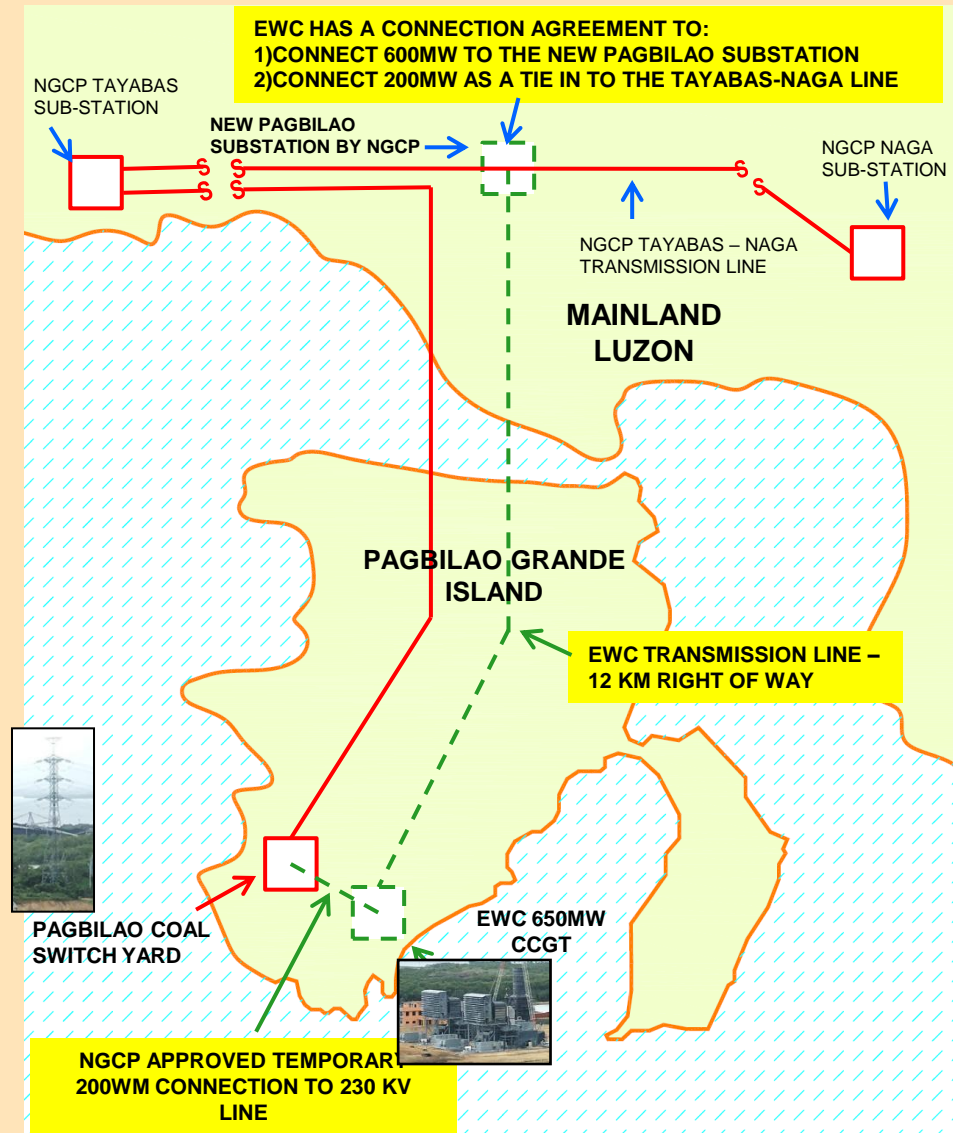 EWC HAS A CONNECTION AGREEMENT TO:
1)CONNECT 600MW TO THE NEW PAGBILAO SUBSTATION
2)CONNECT 200MW AS A TIE IN TO THE TAYABAS-NAGA LINE
NGCP TAYABAS
SUB-STATION
NEW PAGBILAO
SUBSTATION BY NGCP
NGCP NAGA
SUB-STATION
S S
S S
S
S
NGCP TAYABAS – NAGA
TRANSMISSION LINE
MAINLAND
LUZON
PAGBILAO GRANDE
ISLAND
EWC TRANSMISSION LINE –
12 KM RIGHT OF WAY
PAGBILAO COAL
SWITCH YARD
EWC 650MW
CCGT
NGCP APPROVED TEMPORARY
200WM CONNECTION TO 230 KV
LINE